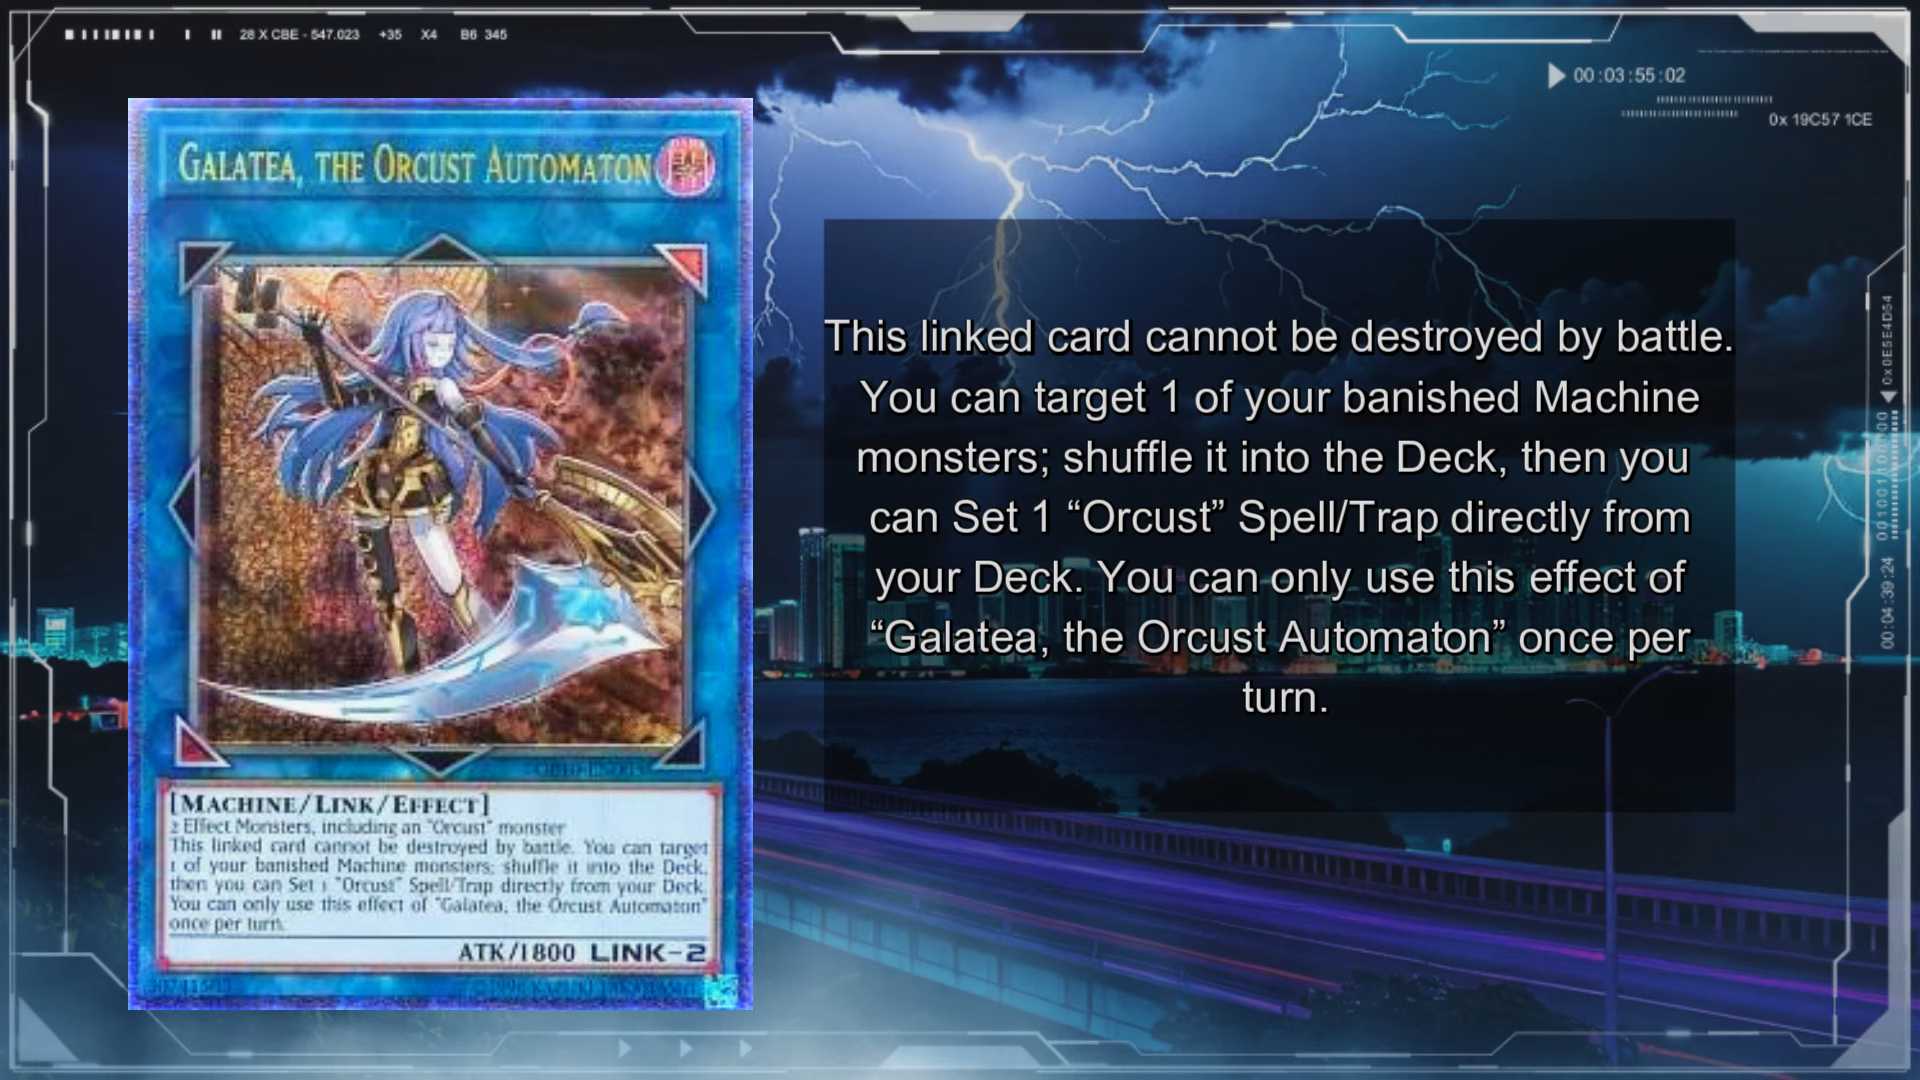 28 X CBE - 547.023 +35 X4 B6 345
00:03:55:02
0x 19C57 1CE
GALATEA, THE ORCUST AUTOMATON
This linked card cannot be destroyed by battle.
You can target 1 of your banished Machine
monsters; shuffle it into the Deck, then you
can Set 1 “Orcust” Spell/Trap directly from
your Deck. You can only use this effect of
“Galatea, the Orcust Automaton” once per
turn.
[MACHINE/LINK/EFFECT]
2 Effect Monsters, including an "Orcust" monster
This linked card cannot be destroyed by battle. You can target
1 of your banished Machine monsters; shuffle it into the Deck,
then you can Set 1 "Orcust" Spell/Trap directly from your Deck.
You can only use this effect of "Galatea, the Orcust Automaton"
once per turn.
ATK/1800 LINK-2
0x0E5E4D54
00:04:39:24